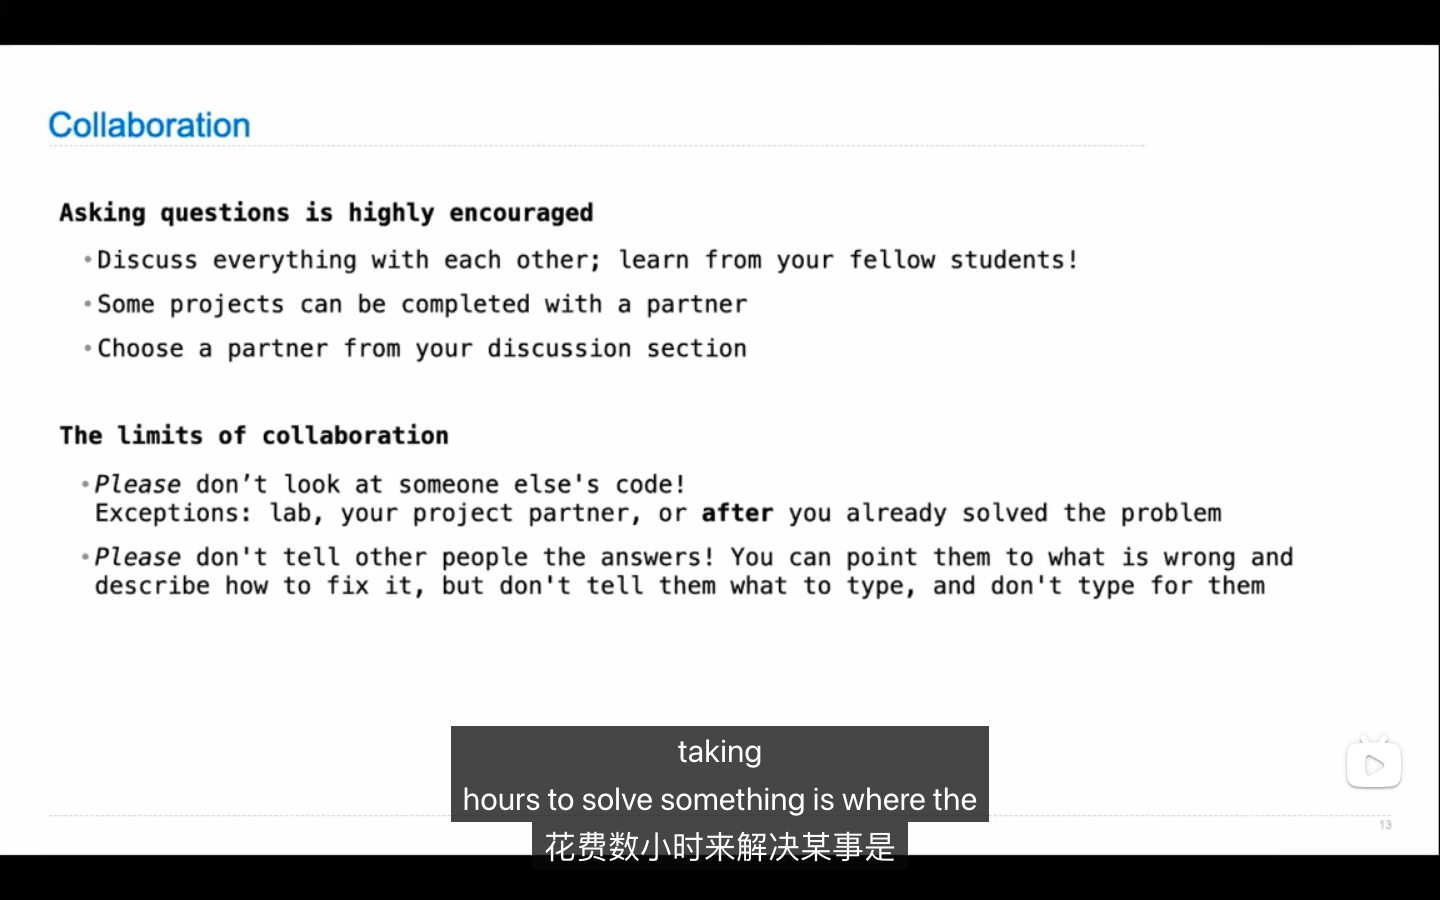 Collaboration
Asking questions is highly encouraged
•Discuss everything with each other; learn from your fellow students!
•Some projects can be completed with a partner
•Choose a partner from your discussion section
The limits of collaboration
•Please don’t look at someone else's code!
Exceptions: lab, your project partner, or after you already solved the problem
•Please don't tell other people the answers! You can point them to what is wrong and
describe how to fix it, but don't tell them what to type, and don't type for them
taking
hours to solve something is where the
花费数小时来解决某事是
13